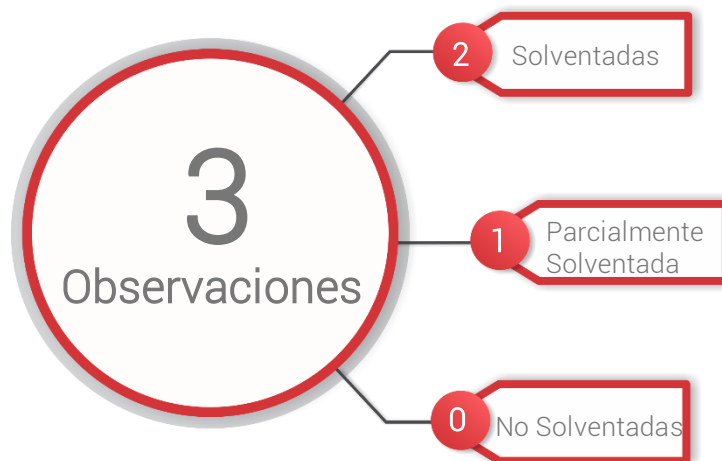 3
Observaciones
2
Solventadas
1
Parcialmente
Solventada
0
No Solventadas